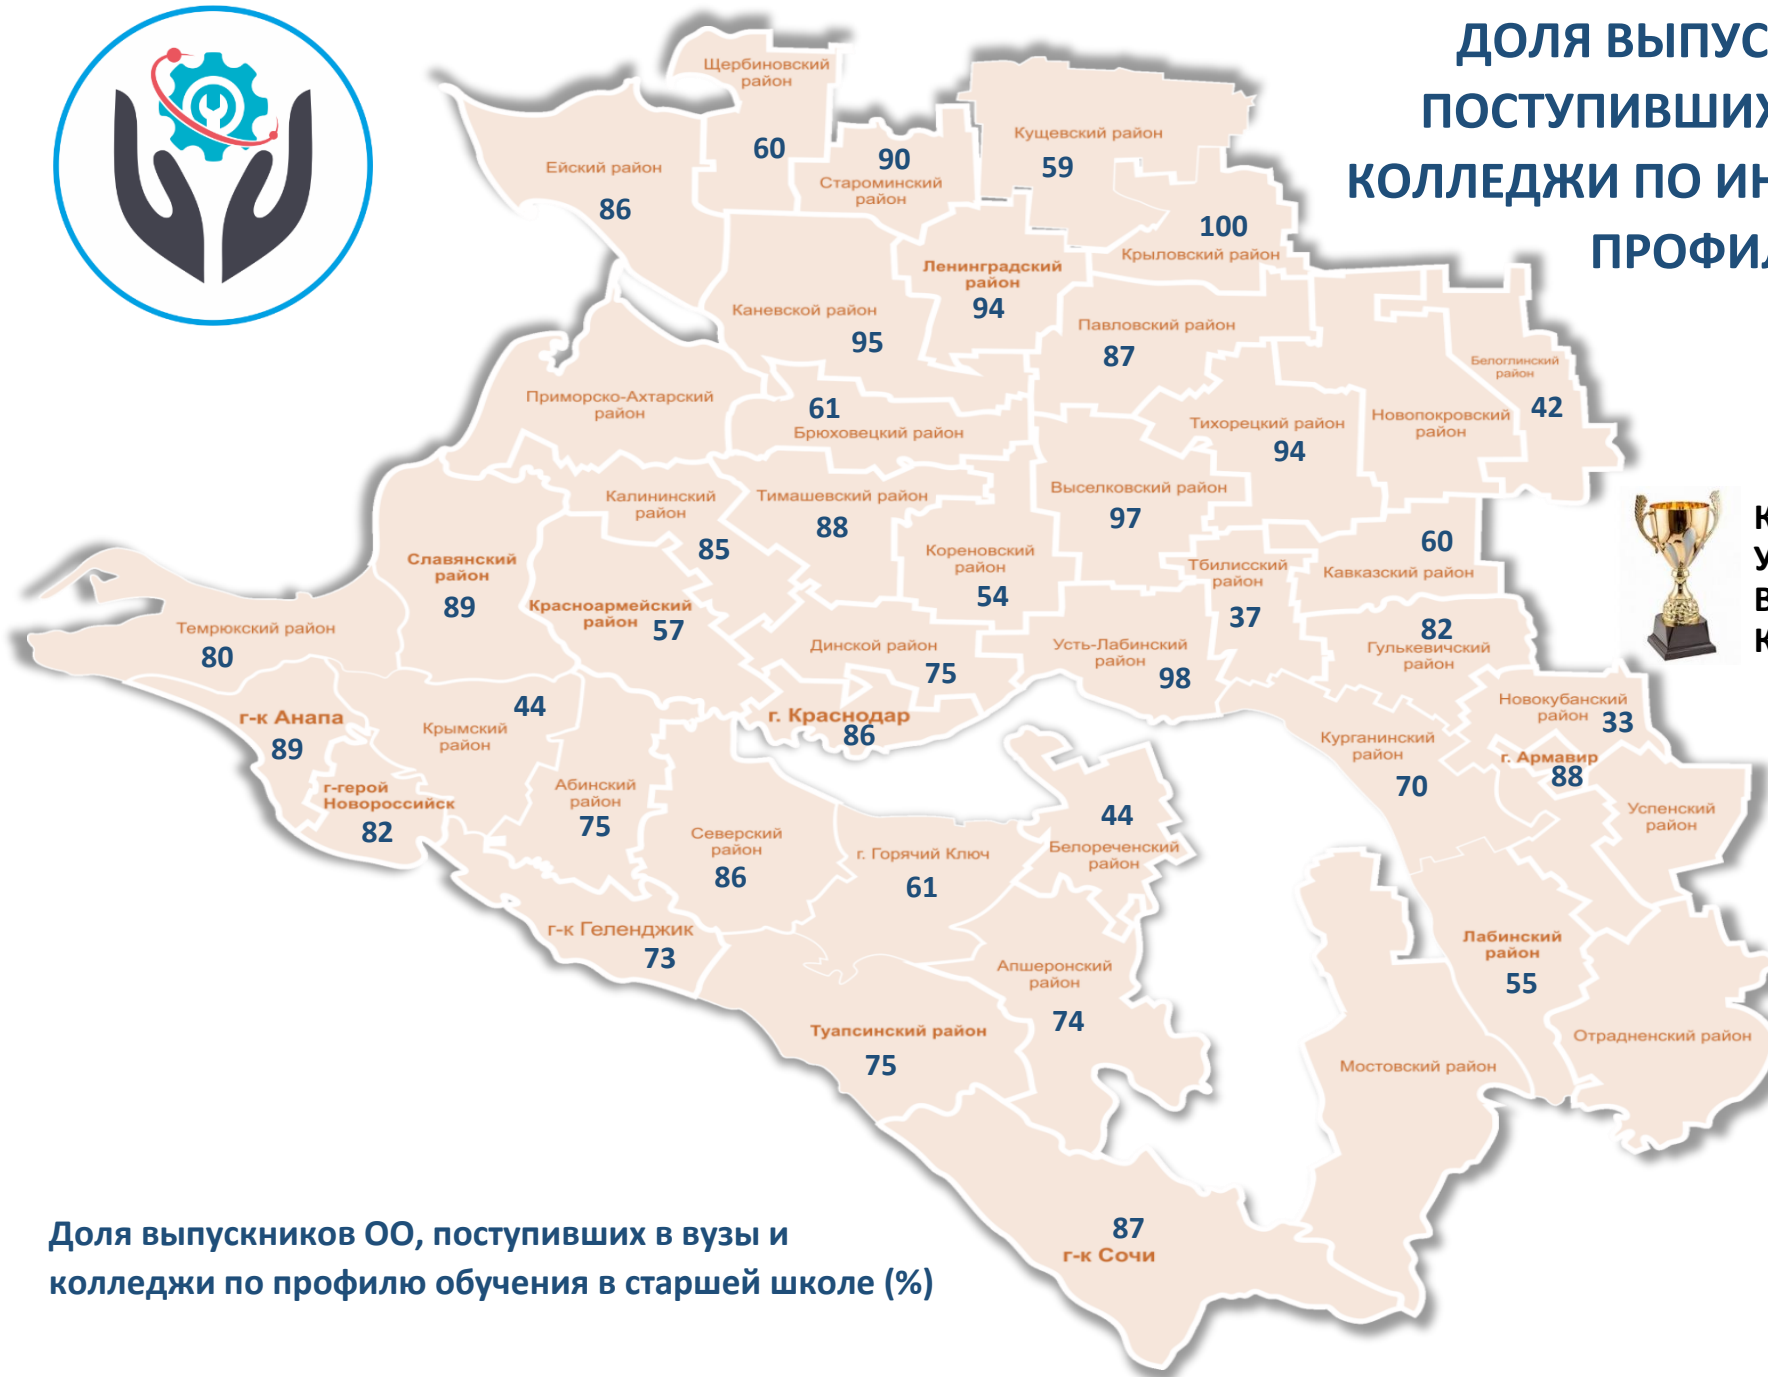 ДОЛЯ ВЫПУС
ПОСТУПИВШИХ
КОЛЛЕДЖИ ПО ИН
ПРОФИЛ
Щербиновский
район
60
Ейский район
86
90
Староминский
район
Кущевский район
59
100
Крыловский район
Ленинградский
район
94
Каневской район
95
Павловский район
87
Белоглинский
район
42
Приморско-Ахтарский
район
61
Брюховецкий район
Тихорецкий район
94
Новопокровский
район
Калининский
район
85
Тимашевский район
88
Выселковский район
97
Кореновский
район
54
Тбилисский
район
37
60
Кавказский район
К
У
В
К
Славянский
район
89
Красноармейский
район
57
Темрюкский район
80
Динской район
75
Усть-Лабинский
район
98
82
Гулькевичский
район
г-к Анапа
89
44
Крымский
район
г. Краснодар
86
Новокубанский
район
33
Курганинский
район
70
г. Армавир
88
г-герой
Новороссийск
82
Абинский
район
75
Северский
район
86
г. Горячий Ключ
61
44
Белореченский
район
Успенский
район
г-к Геленджик
73
Апшеронский
район
74
Лабинский
район
55
Туапсинский район
75
Отрадненский район
Мостовский район
87
г-к Сочи
Доля выпускников ОО, поступивших в вузы и
колледжи по профилю обучения в старшей школе (%)